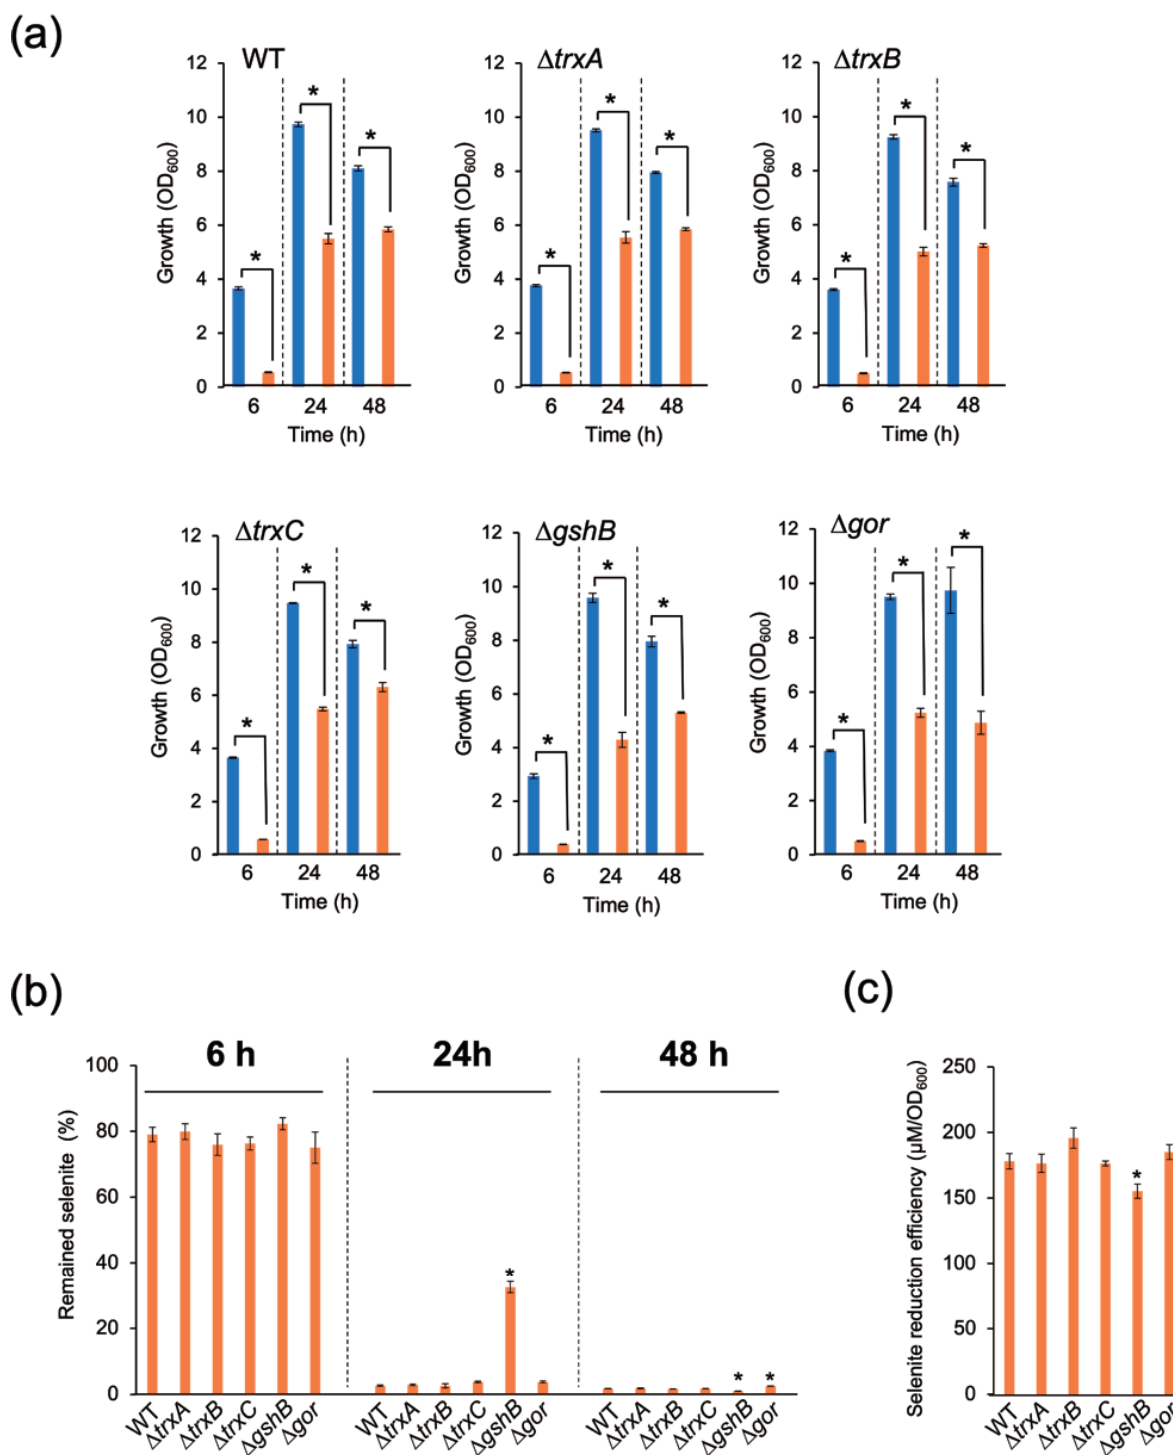 (a)
WT
ΔtrxA
ΔtrxB
12
10
8
6
4
2
0
Growth (OD600)
*
*
*
6
24
48
Time (h)
12
10
8
6
4
2
0
Growth (OD600)
*
*
*
6
24
48
Time (h)
12
10
8
6
4
2
0
Growth (OD600)
*
*
*
6
24
48
Time (h)
ΔtrxC
ΔgshB
Δgor
12
10
8
6
4
2
0
Growth (OD600)
*
*
*
6
24
48
Time (h)
12
10
8
6
4
2
0
Growth (OD600)
*
*
*
6
24
48
Time (h)
12
10
8
6
4
2
0
Growth (OD600)
*
*
*
6
24
48
Time (h)
(b)
6 h
24h
48 h
100
80
60
40
20
0
Remained selenite (%)
*
*
*
WT
ΔtrxA
ΔtrxB
ΔtrxC
ΔgshB
Δgor
WT
ΔtrxA
ΔtrxB
ΔtrxC
ΔgshB
Δgor
WT
ΔtrxA
ΔtrxB
ΔtrxC
ΔgshB
Δgor
(c)
250
200
150
100
50
0
Selenite reduction efficiency (μM/OD600)
*
WT
ΔtrxA
ΔtrxB
ΔtrxC
ΔgshB
Δgor